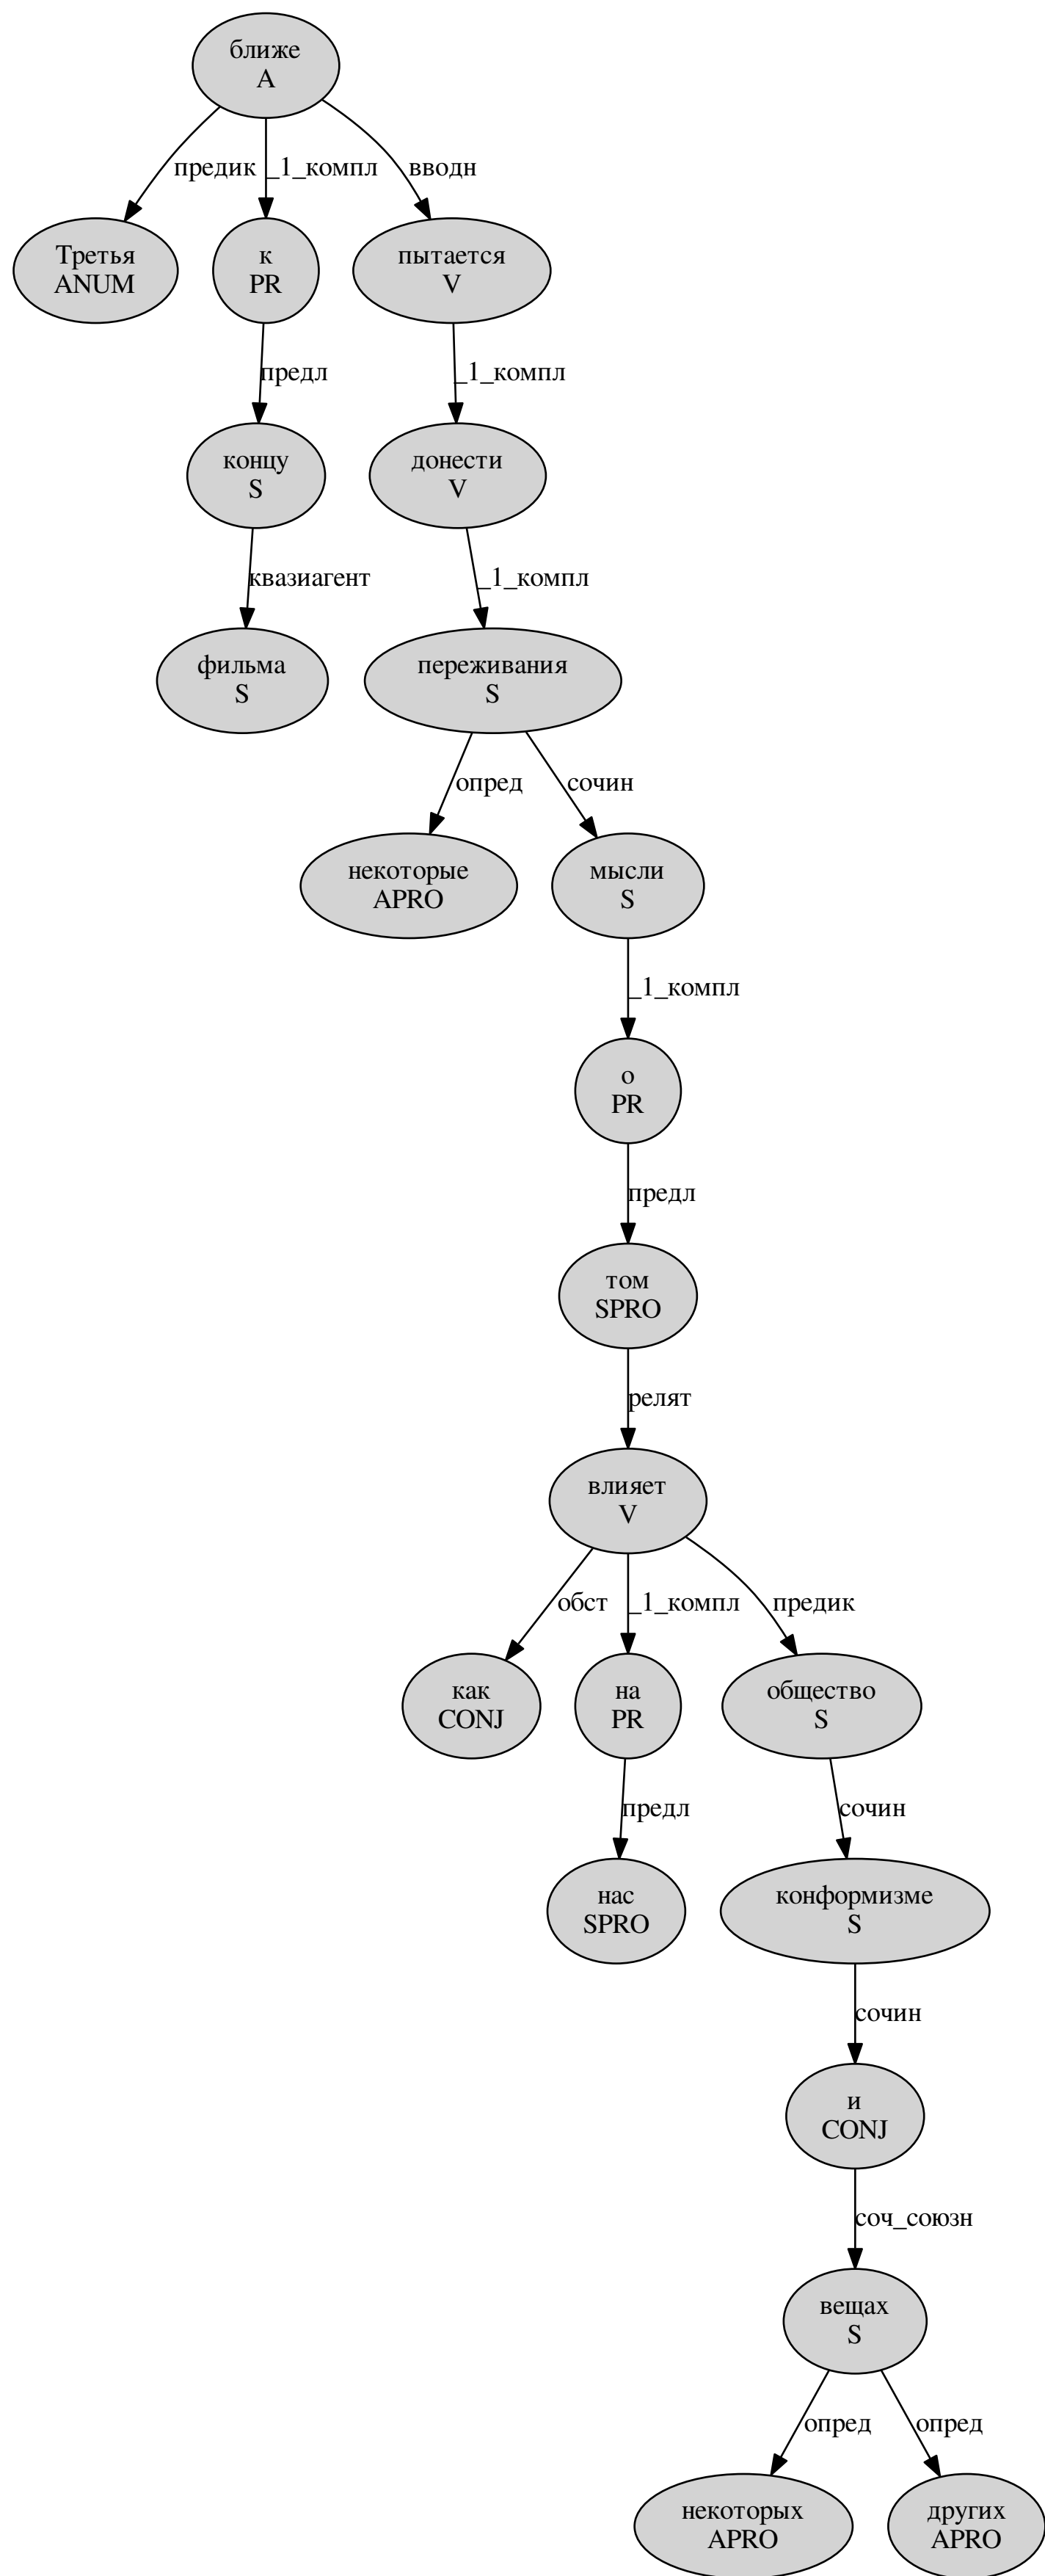 ближе
A
предик
_1_компл
вводн
Третья
ANUM
к
PR
пытается
V
предл
_1_компл
концу
S
донести
V
квазиагент
_1_компл
фильма
S
переживания
S
опред
сочин
некоторые
APRO
мысли
S
_1_компл
о
PR
предл
том
SPRO
релят
влияет
V
обст
_1_компл
предик
как
CONJ
на
PR
общество
S
предл
сочин
нас
SPRO
конформизме
S
сочин
и
CONJ
соч_союзн
вещах
S
опред
опред
некоторых
APRO
других
APRO